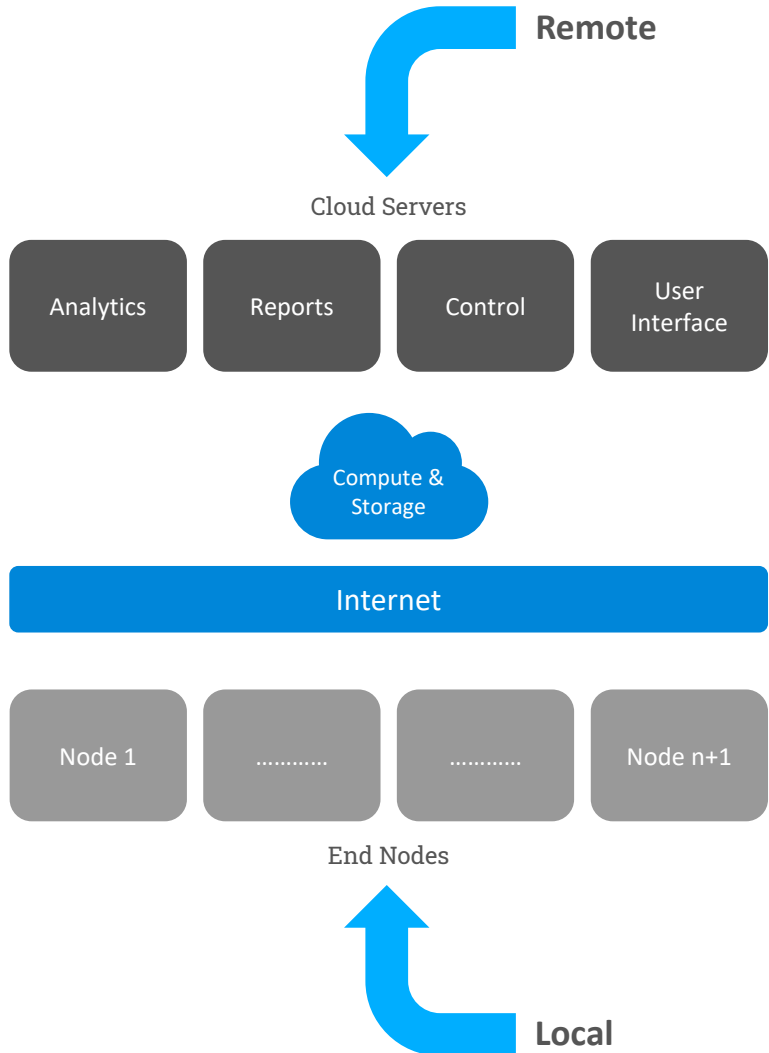 Remote
Cloud Servers
Analytics
Reports
Control
User
Interface
Compute &
Storage
Internet
Node 1
............
............
Node n+1
End Nodes
Local